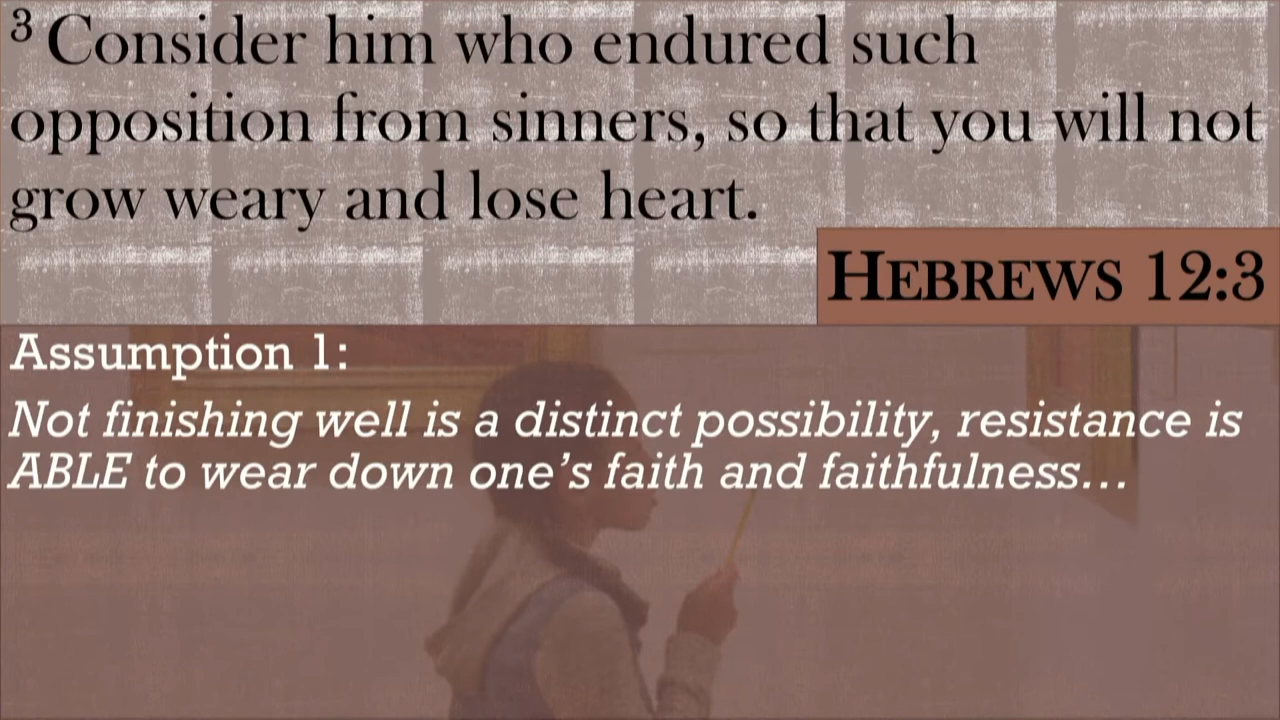 ³ Consider him who endured such
opposition from sinners, so that you will not
grow weary and lose heart.
HEBREWS 12:3
Assumption 1:
Not finishing well is a distinct possibility, resistance is
ABLE to wear down one’s faith and faithfulness…